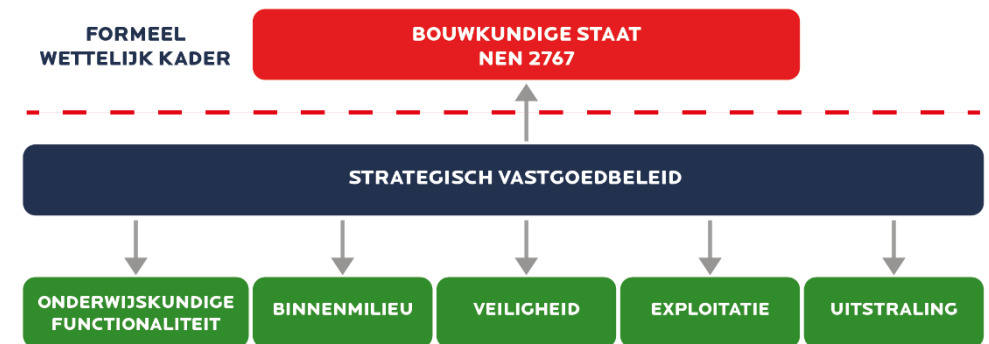 FORMEEL
WETTELIJK KADER
BOUWKUNDIGE STAAT
NEN 2767
STRATEGISCH VASTGOEDBELEID
ONDERWIJSKUNDIGE
FUNCTIONALITEIT
BINNENMILIEU
VEILIGHEID
EXPLOITATIE
UITSTRALING